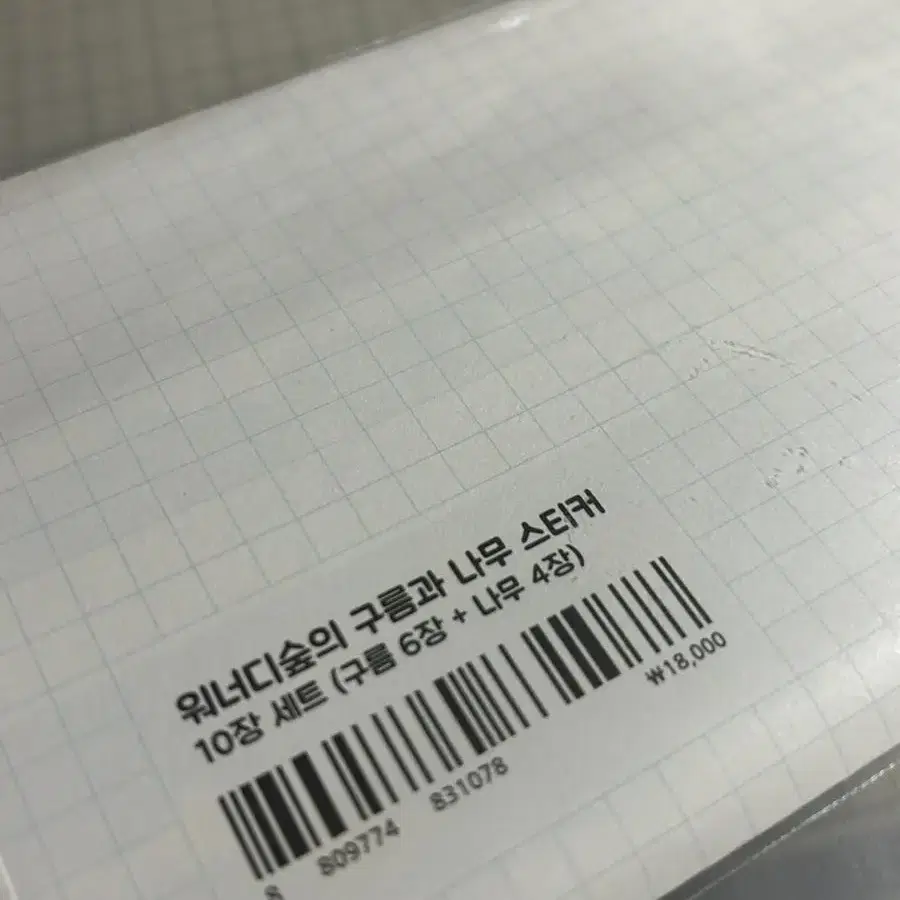 워너디숲의 구름과 나무 스티커
10장 세트 (구름 6장 + 나무 4장)
₩18,000
8 809774 831078